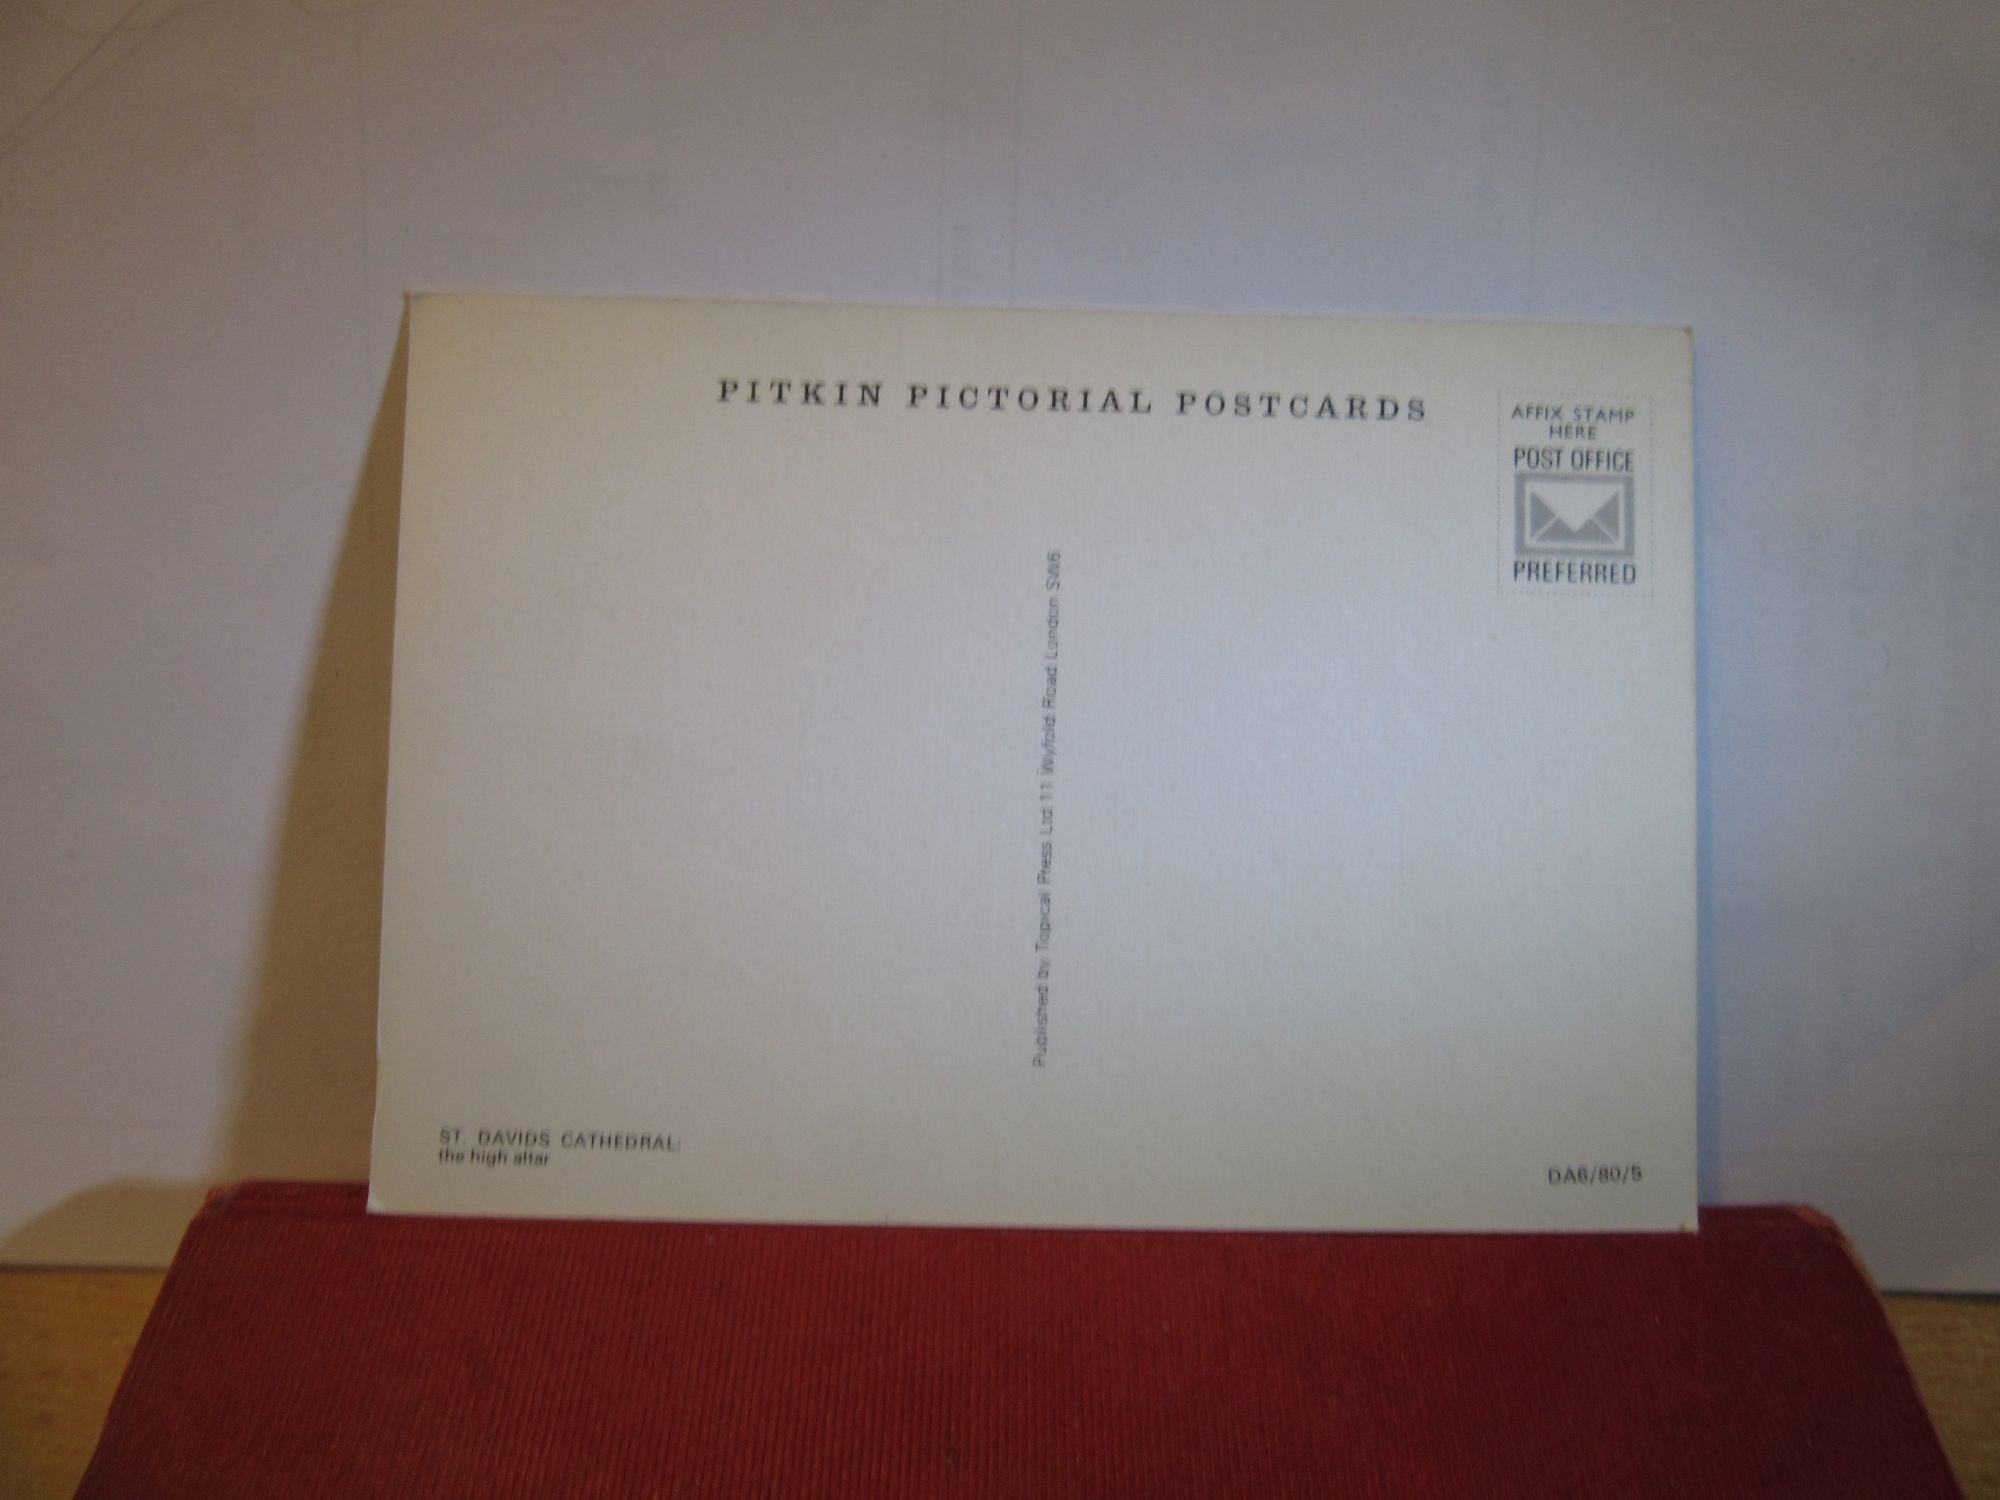 PITKIN PICTORIAL POSTCARDS
AFFIX STAMP
HERE
POST OFFICE
PREFERRED
Published by Topical Press Ltd 11 Wyfold Road London SW6
ST. DAVIDS CATHEDRAL:
the high altar
DA6/80/5